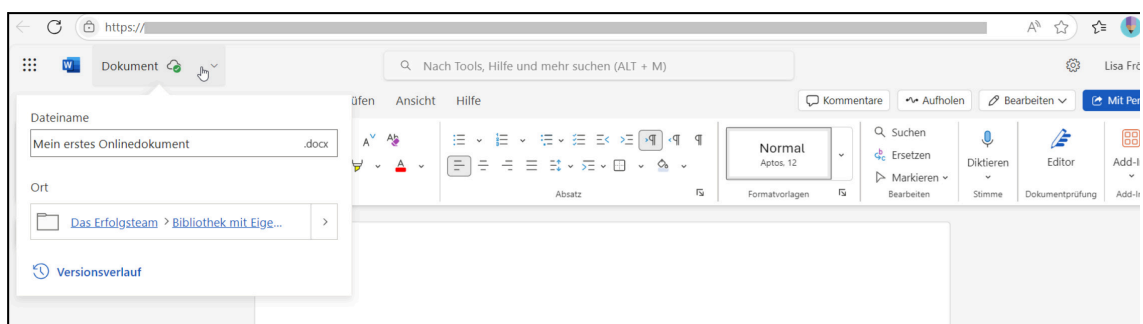 https://
W Dokument
Nach Tools, Hilfe und mehr suchen (ALT + M)
Lisa Frö
üfen Ansicht Hilfe
Kommentare Aufholen Bearbeiten Mit Per
Dateiname
Mein erstes Onlinedokument .docx
Ort
Das Erfolgsteam > Bibliothek mit Eige...
Versionsverlauf
Absatz
Normal
Aptos, 12
Formatvorlagen
Suchen
Ersetzen
Markieren
Bearbeiten
Diktieren
Stimme
Editor
Dokumentprüfung
Add-I
Add-In